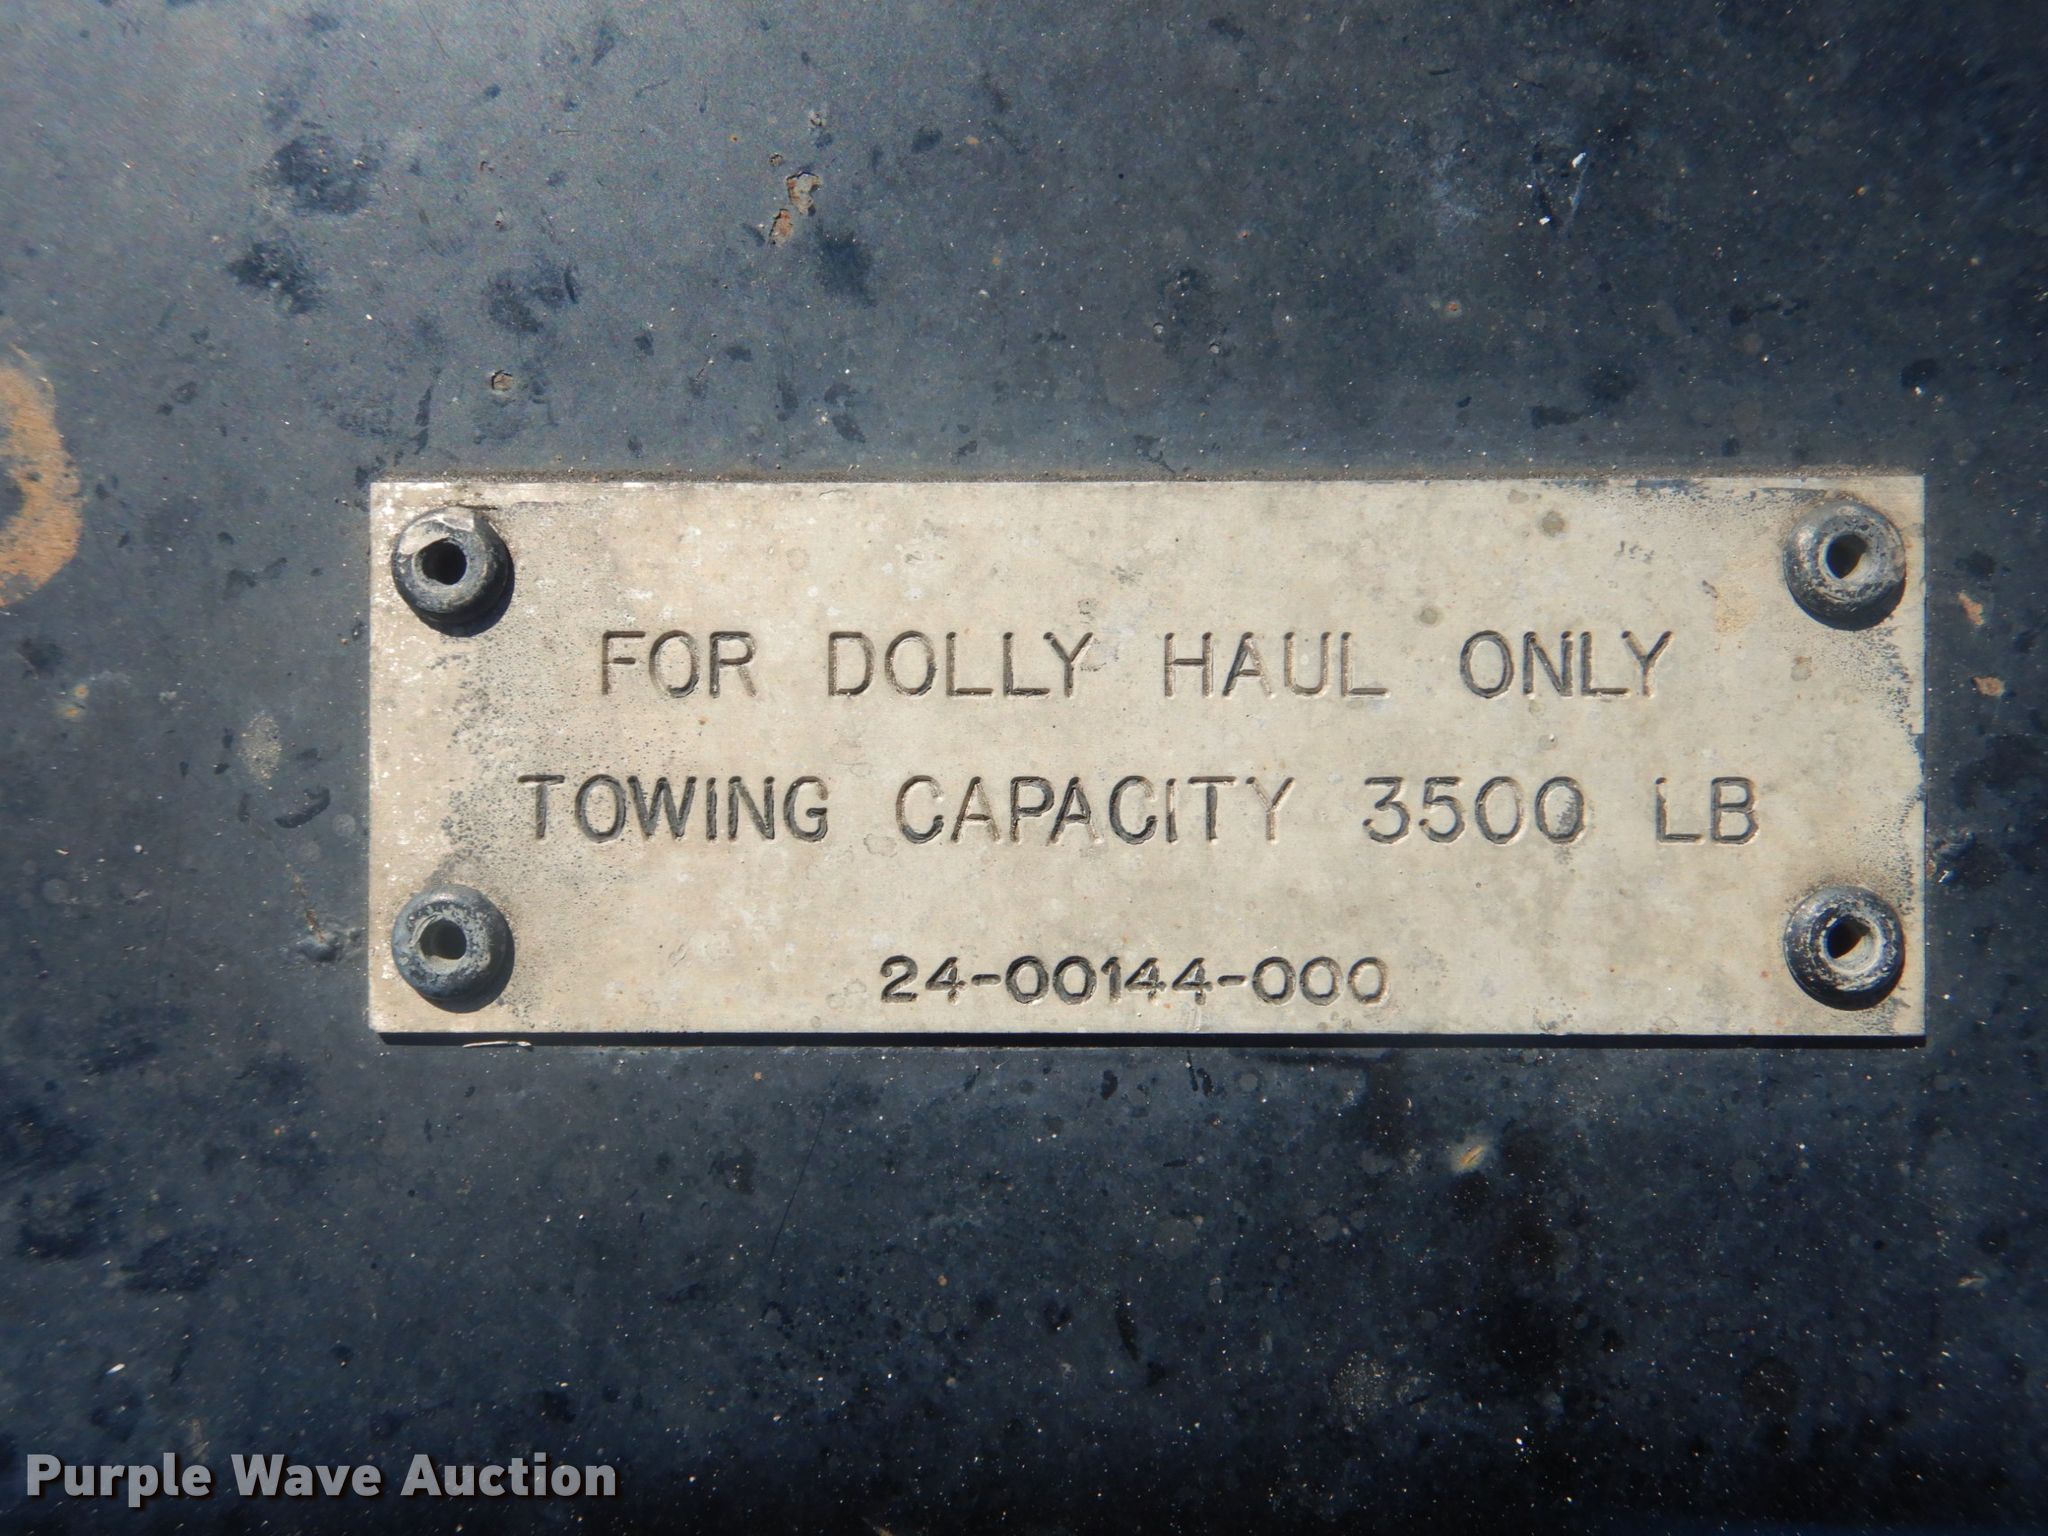 FOR DOLLY HAUL ONLY
TOWING CAPACITY 3500 LB
24-00144-000
Purple Wave Auction